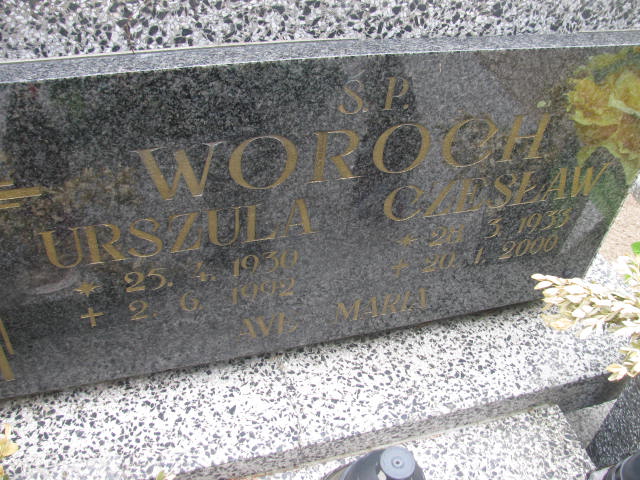 Ś.P.
WOROCH
URSZULA CZESŁAW
* 25. 4. 1930 * 28. 3. 1933
+ 2. 6. 1992 + 20. 1. 2000
AVE MARIA